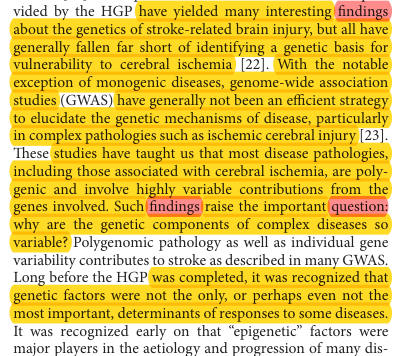 vided by the HGP have yielded many interesting findings
about the genetics of stroke-related brain injury, but all have
generally fallen far short of identifying a genetic basis for
vulnerability to cerebral ischemia [22]. With the notable
exception of monogenic diseases, genome-wide association
studies (GWAS) have generally not been an efficient strategy
to elucidate the genetic mechanisms of disease, particularly
in complex pathologies such as ischemic cerebral injury [23].
These studies have taught us that most disease pathologies,
including those associated with cerebral ischemia, are poly-
genic and involve highly variable contributions from the
genes involved. Such findings raise the important question:
why are the genetic components of complex diseases so
variable? Polygenomic pathology as well as individual gene
variability contributes to stroke as described in many GWAS.
Long before the HGP was completed, it was recognized that
genetic factors were not the only, or perhaps even not the
most important, determinants of responses to some diseases.
It was recognized early on that “epigenetic” factors were
major players in the aetiology and progression of many dis-